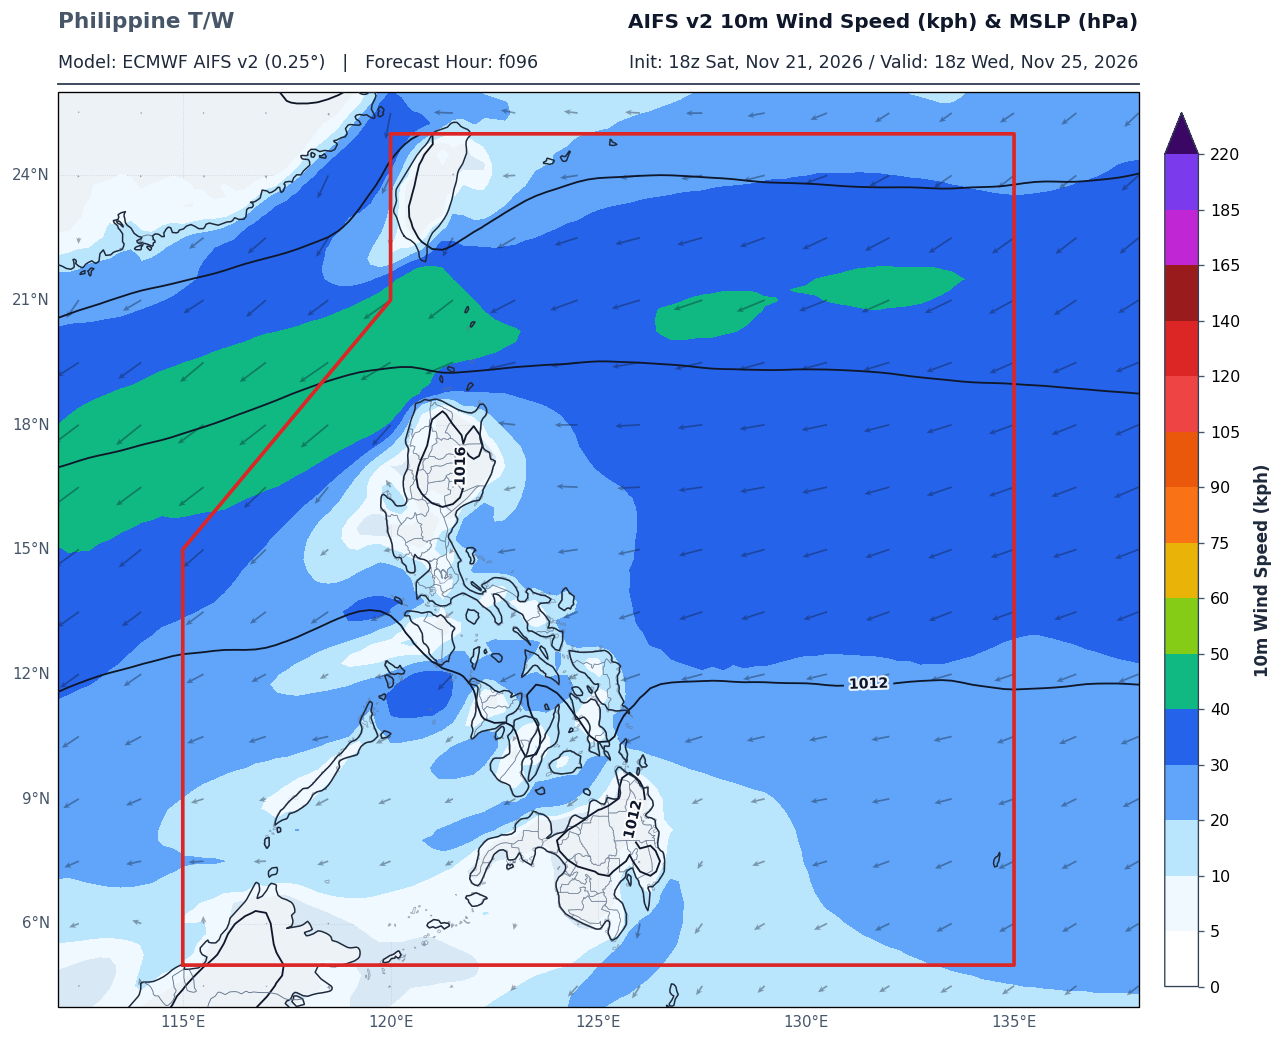 Philippine T/W
AIFS v2 10m Wind Speed (kph) & MSLP (hPa)
Model: ECMWF AIFS v2 (0.25°) | Forecast Hour: f096
Init: 18z Sat, Nov 21, 2026 / Valid: 18z Wed, Nov 25, 2026
24°N
21°N
18°N
15°N
12°N
9°N
6°N
115°E
120°E
125°E
130°E
135°E
1016
1012
1012
220
185
165
140
120
105
90
75
60
50
40
30
20
10
5
0
10m Wind Speed (kph)